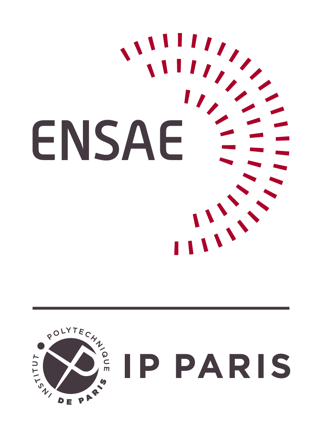 ENSAE
INSTITUT POLYTECHNIQUE DE PARIS
IP PARIS